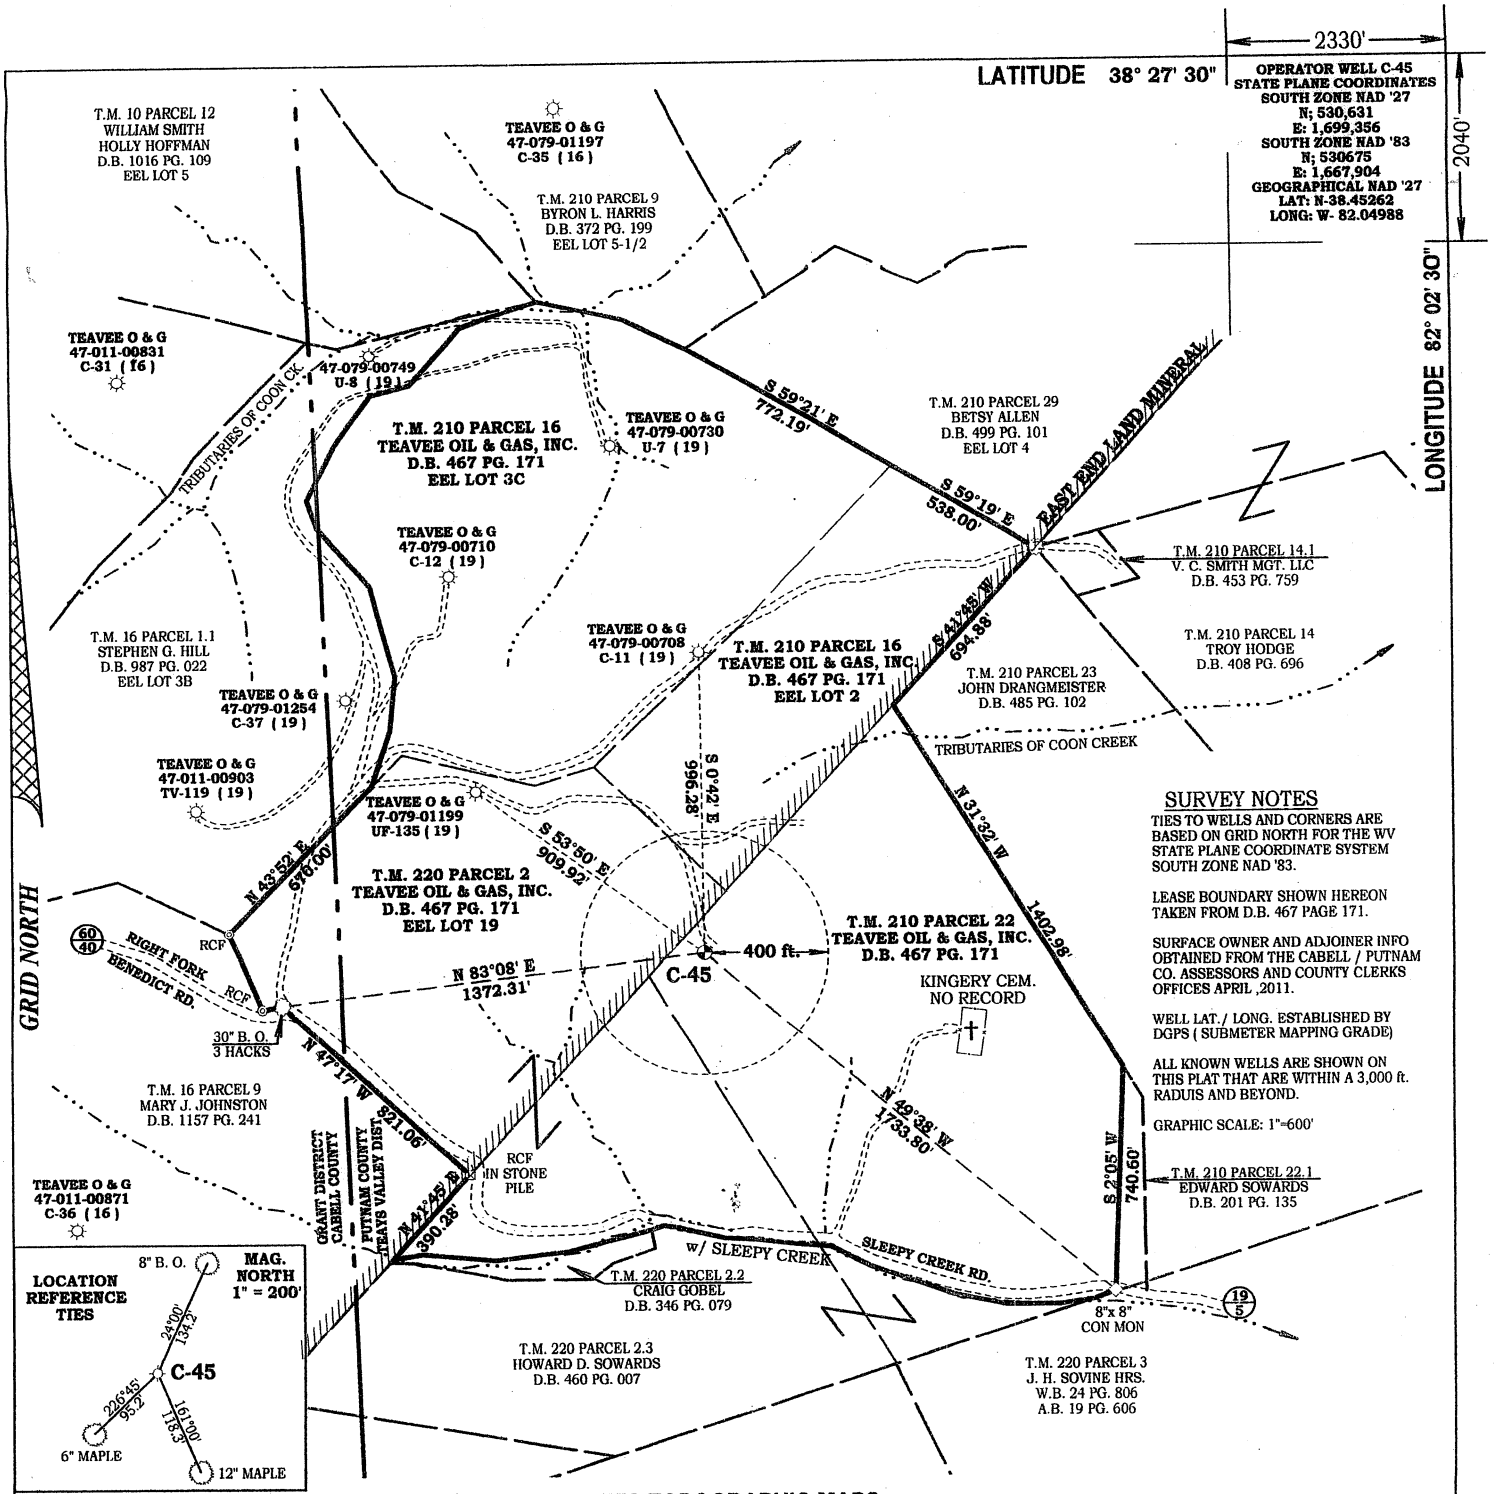 2330'
LATITUDE 38° 27' 30"
OPERATOR WELL C-45
STATE PLANE COORDINATES
SOUTH ZONE NAD '27
N; 530,631
E: 1,699,356
SOUTH ZONE NAD '83
N; 530675
E: 1,667,904
GEOGRAPHICAL NAD '27
LAT: N-38.45262
LONG: W- 82.04988
2040'
LONGITUDE 82° 02' 30"
T.M. 10 PARCEL 12
WILLIAM SMITH
HOLLY HOFFMAN
D.B. 1016 PG. 109
EEL LOT 5
TEAVEE O & G
47-079-01197
C-35 ( 16 )
T.M. 210 PARCEL 9
BYRON L. HARRIS
D.B. 372 PG. 199
EEL LOT 5-1/2
TEAVEE O & G
47-011-00831
C-31 ( 16 )
47-079-00749
U-8 ( 19 )
TRIBUTARIES OF COON CK.
T.M. 210 PARCEL 16
TEAVEE OIL & GAS, INC.
D.B. 467 PG. 171
EEL LOT 3C
TEAVEE O & G
47-079-00730
U-7 ( 19 )
S 59°21' E
772.19'
T.M. 210 PARCEL 29
BETSY ALLEN
D.B. 499 PG. 101
EEL LOT 4
EAST END LAND MINERAL
S 59°19' E
538.00'
TEAVEE O & G
47-079-00710
C-12 ( 19 )
T.M. 210 PARCEL 14.1
V. C. SMITH MGT. LLC
D.B. 453 PG. 759
T.M. 16 PARCEL 1.1
STEPHEN G. HILL
D.B. 987 PG. 022
EEL LOT 3B
TEAVEE O & G
47-079-00708
C-11 ( 19 )
T.M. 210 PARCEL 16
TEAVEE OIL & GAS, INC.
D.B. 467 PG. 171
EEL LOT 2
S 41°45' W
694.88'
T.M. 210 PARCEL 14
TROY HODGE
D.B. 408 PG. 696
T.M. 210 PARCEL 23
JOHN DRANGMEISTER
D.B. 485 PG. 102
TEAVEE O & G
47-079-01254
C-37 ( 19 )
TRIBUTARIES OF COON CREEK
TEAVEE O & G
47-011-00903
TV-119 ( 19 )
TEAVEE O & G
47-079-01199
UF-135 ( 19 )
S 0°42' E
996.28'
S 53°50' E
909.92'
N 31°32' W
1402.98'
SURVEY NOTES
TIES TO WELLS AND CORNERS ARE
BASED ON GRID NORTH FOR THE WV
STATE PLANE COORDINATE SYSTEM
SOUTH ZONE NAD '83.
LEASE BOUNDARY SHOWN HEREON
TAKEN FROM D.B. 467 PAGE 171.
SURFACE OWNER AND ADJOINER INFO
OBTAINED FROM THE CABELL / PUTNAM
CO. ASSESSORS AND COUNTY CLERKS
OFFICES APRIL ,2011.
WELL LAT./ LONG. ESTABLISHED BY
DGPS ( SUBMETER MAPPING GRADE)
ALL KNOWN WELLS ARE SHOWN ON
THIS PLAT THAT ARE WITHIN A 3,000 ft.
RADUIS AND BEYOND.
GRAPHIC SCALE: 1"=600'
N 43°52' E
676.00'
T.M. 220 PARCEL 2
TEAVEE OIL & GAS, INC.
D.B. 467 PG. 171
EEL LOT 19
GRID NORTH
60
40
RIGHT FORK
BENEDICT RD.
RCF
RCF
N 83°08' E
1372.31'
400 ft.
C-45
T.M. 210 PARCEL 22
TEAVEE OIL & GAS, INC.
D.B. 467 PG. 171
KINGERY CEM.
NO RECORD
30" B. O.
3 HACKS
N 47°17' W
821.06'
T.M. 16 PARCEL 9
MARY J. JOHNSTON
D.B. 1157 PG. 241
N 49°38' W
1733.80'
GRANT DISTRICT
CABELL COUNTY
PUTNAM COUNTY
TEAYS VALLEY DIST.
RCF
IN STONE
PILE
N 41°45' E
390.28'
S 2°05' W
740.60'
T.M. 210 PARCEL 22.1
EDWARD SOWARDS
D.B. 201 PG. 135
TEAVEE O & G
47-011-00871
C-36 ( 16 )
w/ SLEEPY CREEK
SLEEPY CREEK RD.
T.M. 220 PARCEL 2.2
CRAIG GOBEL
D.B. 346 PG. 079
19
5
8"x 8"
CON MON
T.M. 220 PARCEL 2.3
HOWARD D. SOWARDS
D.B. 460 PG. 007
T.M. 220 PARCEL 3
J. H. SOVINE HRS.
W.B. 24 PG. 806
A.B. 19 PG. 606
LOCATION
REFERENCE
TIES
8" B. O.
MAG.
NORTH
1" = 200'
24°00'
134.2'
C-45
226°45'
95.2'
161°00'
118.3'
6" MAPLE
12" MAPLE